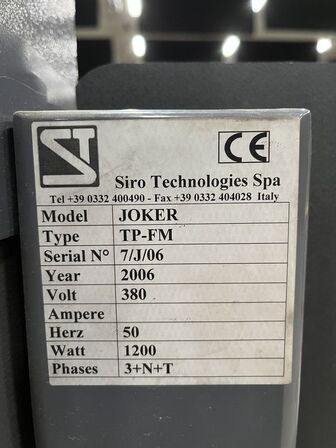 ST
CE
Siro Technologies Spa
Tel +39 0332 400490 - Fax +39 0332 404028 Italy
Model JOKER
Type TP-FM
Serial N° 7/J/06
Year 2006
Volt 380
Ampere
Herz 50
Watt 1200
Phases 3+N+T